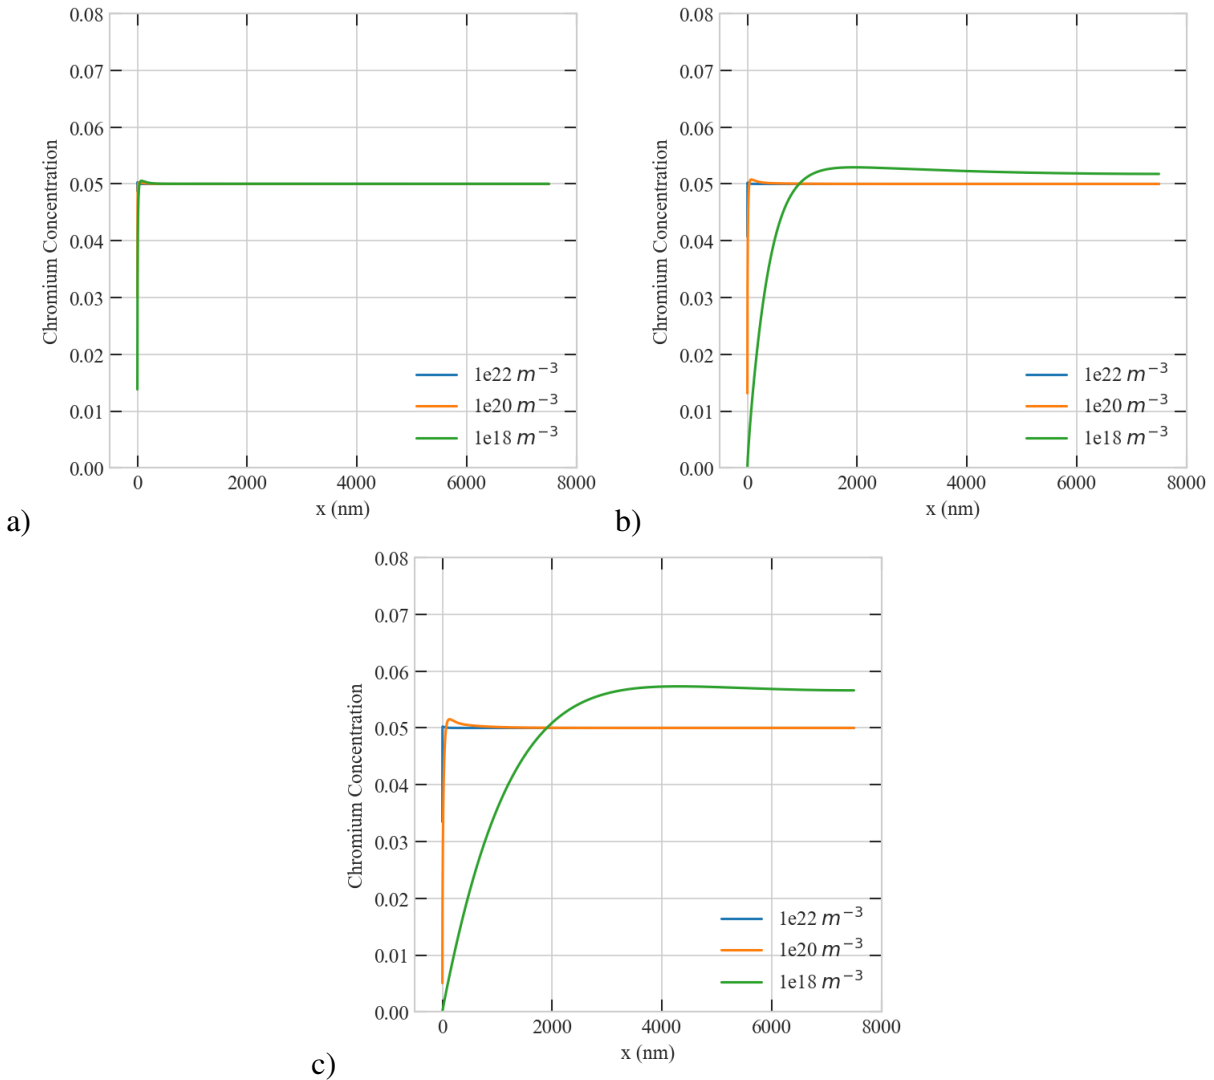 0.08
0.07
0.06
0.05
0.04
0.03
0.02
0.01
0.00
Chromium Concentration
1e22 m⁻³
1e20 m⁻³
1e18 m⁻³
0 2000 4000 6000 8000
x (nm)
a)
0.08
0.07
0.06
0.05
0.04
0.03
0.02
0.01
0.00
Chromium Concentration
1e22 m⁻³
1e20 m⁻³
1e18 m⁻³
0 2000 4000 6000 8000
x (nm)
b)
0.08
0.07
0.06
0.05
0.04
0.03
0.02
0.01
0.00
Chromium Concentration
1e22 m⁻³
1e20 m⁻³
1e18 m⁻³
0 2000 4000 6000 8000
x (nm)
c)